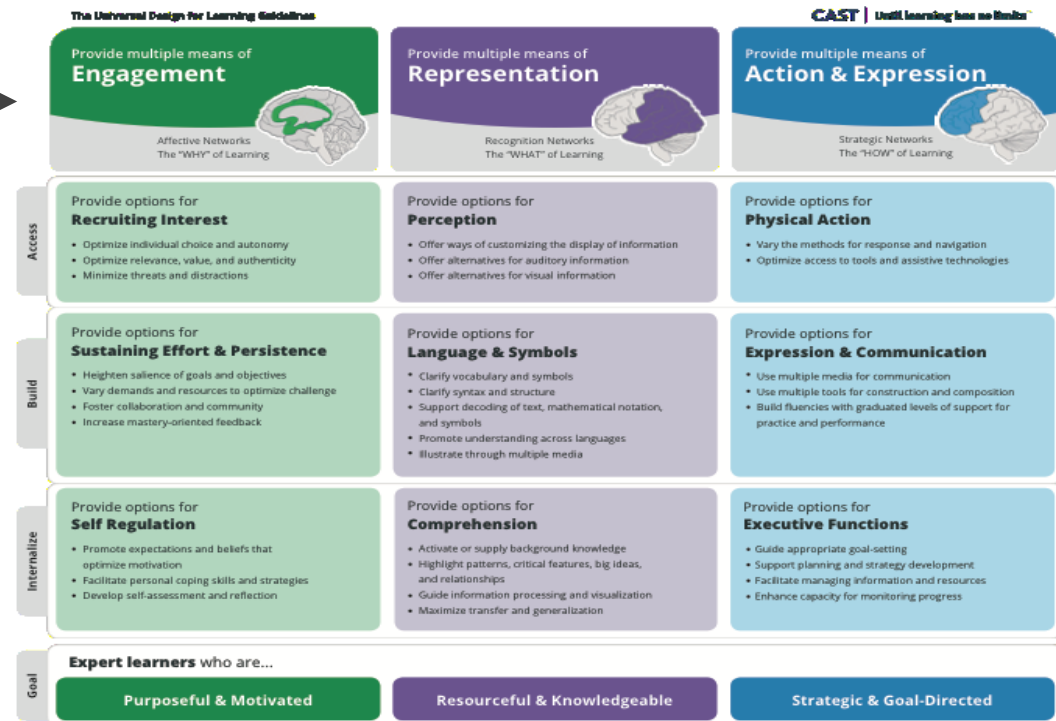 The Universal Design for Learning Guidelines
CAST | Until learning has no limits
Provide multiple means of
Engagement
Affective Networks
The "WHY" of Learning
Provide multiple means of
Representation
Recognition Networks
The "WHAT" of Learning
Provide multiple means of
Action & Expression
Strategic Networks
The "HOW" of Learning
Access
Provide options for
Recruiting Interest
• Optimize individual choice and autonomy
• Optimize relevance, value, and authenticity
• Minimize threats and distractions
Provide options for
Perception
• Offer ways of customizing the display of information
• Offer alternatives for auditory information
• Offer alternatives for visual information
Provide options for
Physical Action
• Vary the methods for response and navigation
• Optimize access to tools and assistive technologies
Build
Provide options for
Sustaining Effort & Persistence
• Heighten salience of goals and objectives
• Vary demands and resources to optimize challenge
• Foster collaboration and community
• Increase mastery-oriented feedback
Provide options for
Language & Symbols
• Clarify vocabulary and symbols
• Clarify syntax and structure
• Support decoding of text, mathematical notation,
and symbols
• Promote understanding across languages
• Illustrate through multiple media
Provide options for
Expression & Communication
• Use multiple media for communication
• Use multiple tools for construction and composition
• Build fluencies with graduated levels of support for
practice and performance
Internalize
Provide options for
Self Regulation
• Promote expectations and beliefs that
optimize motivation
• Facilitate personal coping skills and strategies
• Develop self-assessment and reflection
Provide options for
Comprehension
• Activate or supply background knowledge
• Highlight patterns, critical features, big ideas,
and relationships
• Guide information processing and visualization
• Maximize transfer and generalization
Provide options for
Executive Functions
• Guide appropriate goal-setting
• Support planning and strategy development
• Facilitate managing information and resources
• Enhance capacity for monitoring progress
Goal
Expert learners who are...
Purposeful & Motivated
Resourceful & Knowledgeable
Strategic & Goal-Directed